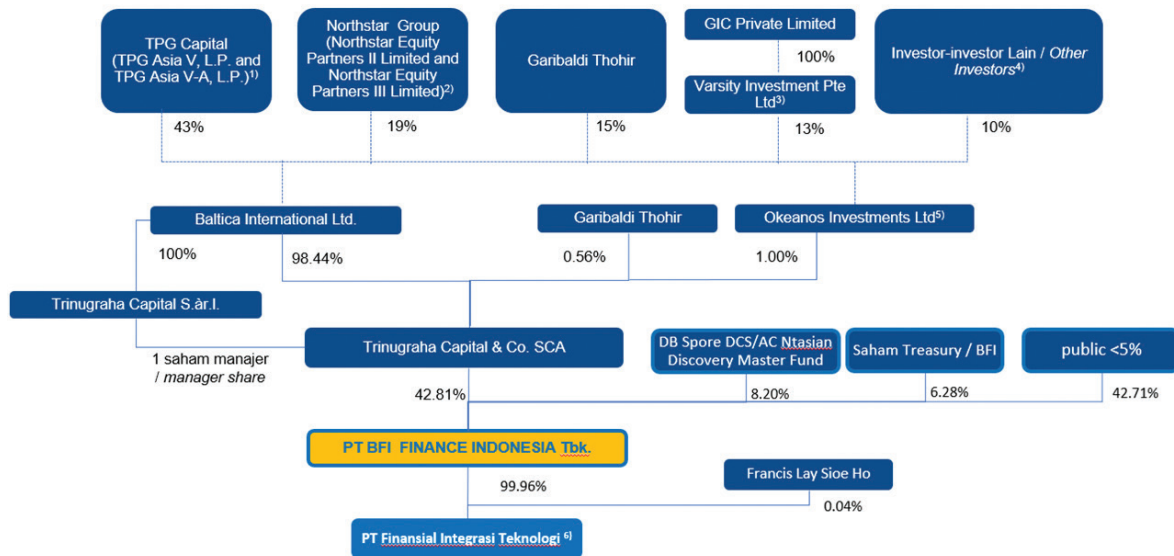 TPG Capital
(TPG Asia V, L.P. and
TPG Asia V-A, L.P.)1)
43%
Northstar Group
(Northstar Equity
Partners II Limited and
Northstar Equity
Partners III Limited)2)
19%
Garibaldi Thohir
15%
GIC Private Limited
100%
Varsity Investment Pte
Ltd3)
13%
Investor-investor Lain / Other
Investors4)
10%
Baltica International Ltd.
Garibaldi Thohir
Okeanos Investments Ltd5)
100%
98.44%
0.56%
1.00%
Trinugraha Capital S.àr.l.
1 saham manajer
/ manager share
Trinugraha Capital & Co. SCA
DB Spore DCS/AC Ntasian
Discovery Master Fund
Saham Treasury / BFI
public <5%
42.81%
8.20%
6.28%
42.71%
PT BFI FINANCE INDONESIA Tbk.
99.96%
Francis Lay Sioe Ho
0.04%
PT Finansial Integrasi Teknologi 6)